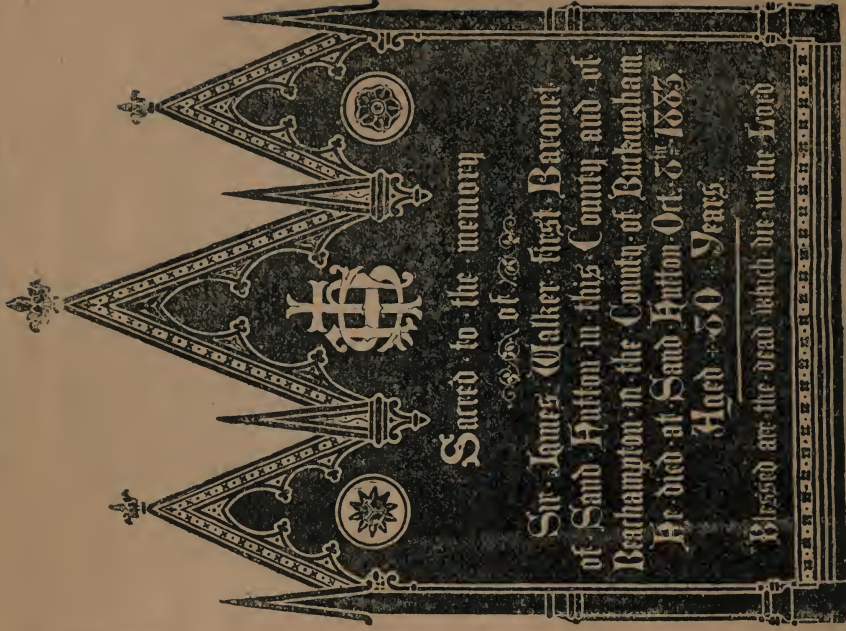 Sacred · to · the · memory
of
Sir · James · Walker · first · Baronet
of · Sand · Hutton · in · this · County · and · of
Beachampton · in · the · County · of · Buckingham.
He · died · at · Sand · Hutton · Oct. 8th · 1883
Aged · 80 · Years.
Blessed · are · the · dead · which · die · in · the · Lord